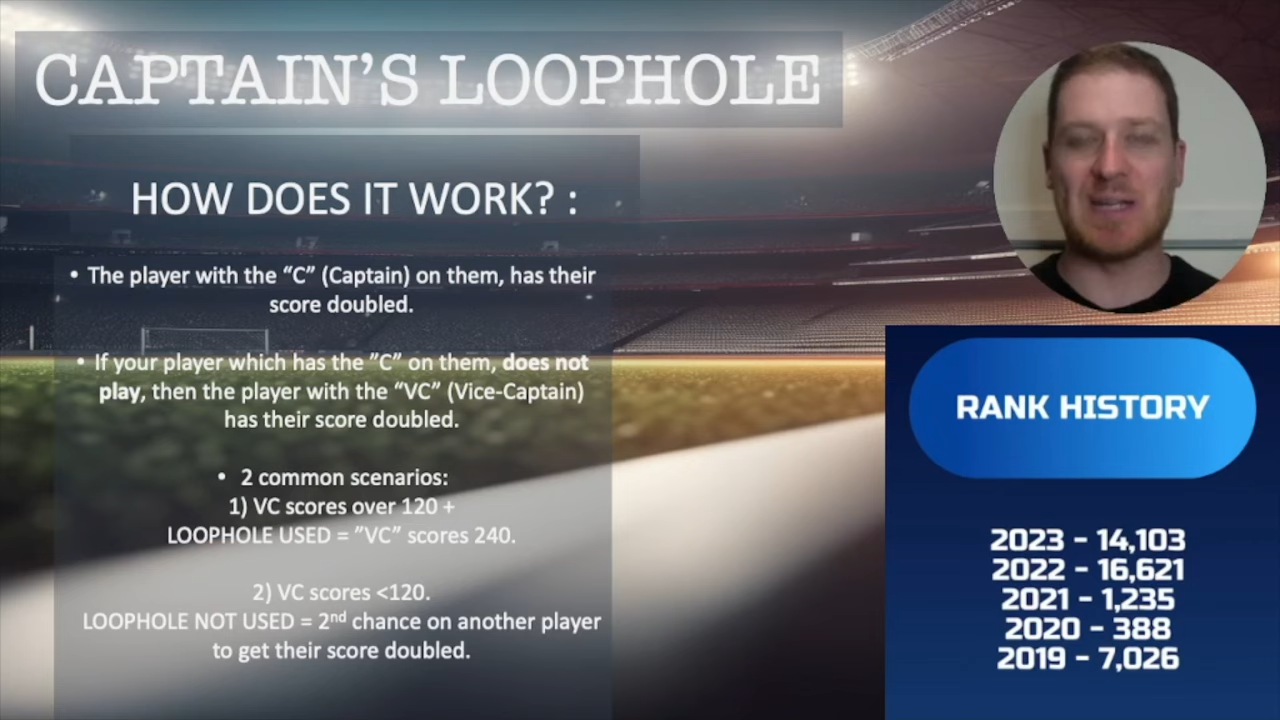 CAPTAIN'S LOOPHOLE
HOW DOES IT WORK? :
• The player with the “C” (Captain) on them, has their
score doubled.
• If your player which has the ”C” on them, does not
play, then the player with the “VC” (Vice-Captain)
has their score doubled.
• 2 common scenarios:
1) VC scores over 120 +
LOOPHOLE USED = ”VC” scores 240.
2) VC scores <120.
LOOPHOLE NOT USED = 2nd chance on another player
to get their score doubled.
RANK HISTORY
2023 - 14,103
2022 - 16,621
2021 - 1,235
2020 - 388
2019 - 7,026